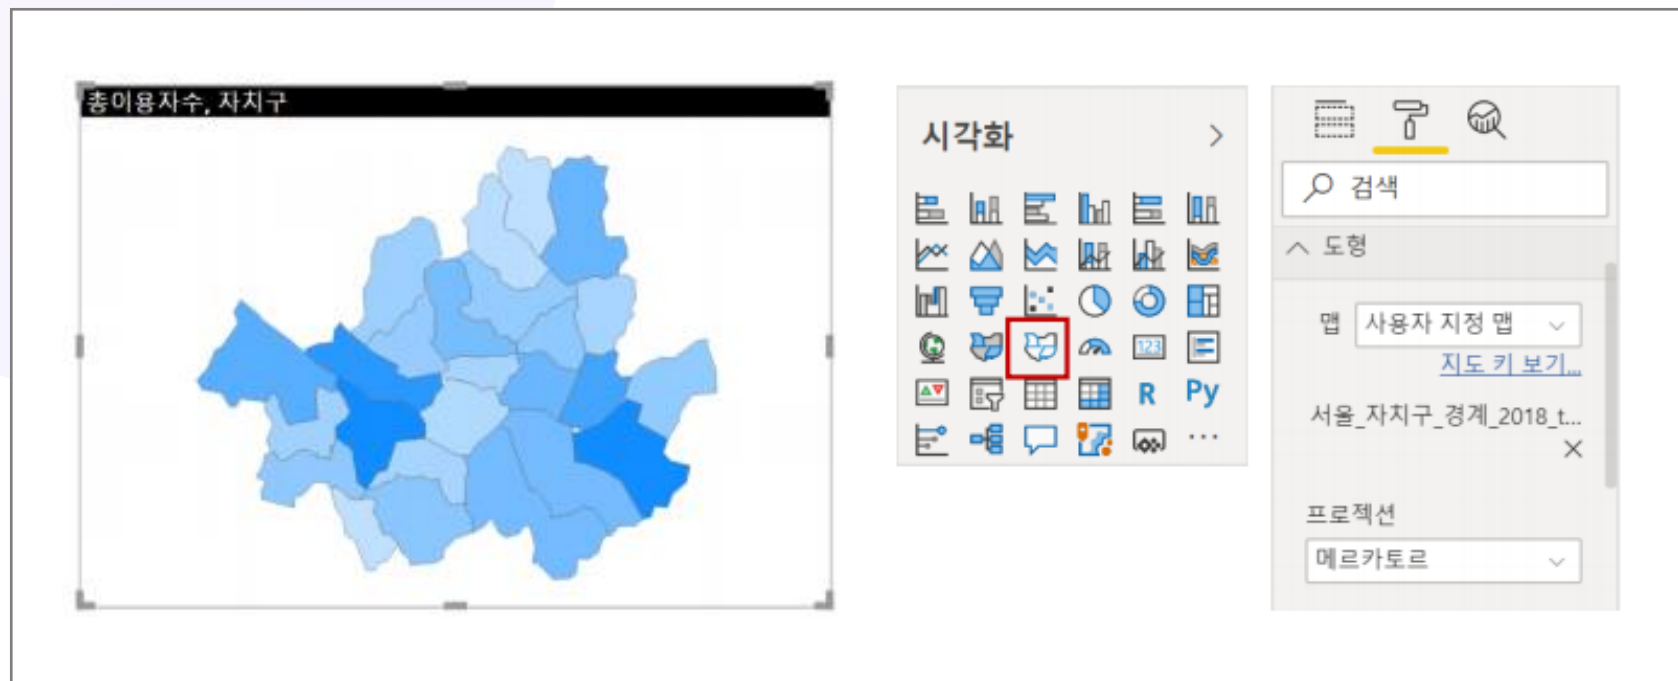 총이용자수, 자치구
시각화
123
R
Py
검색
도형
맵
사용자 지정 맵
지도 키 보기...
서울_자치구_경계_2018_t...
프로젝션
메르카토르